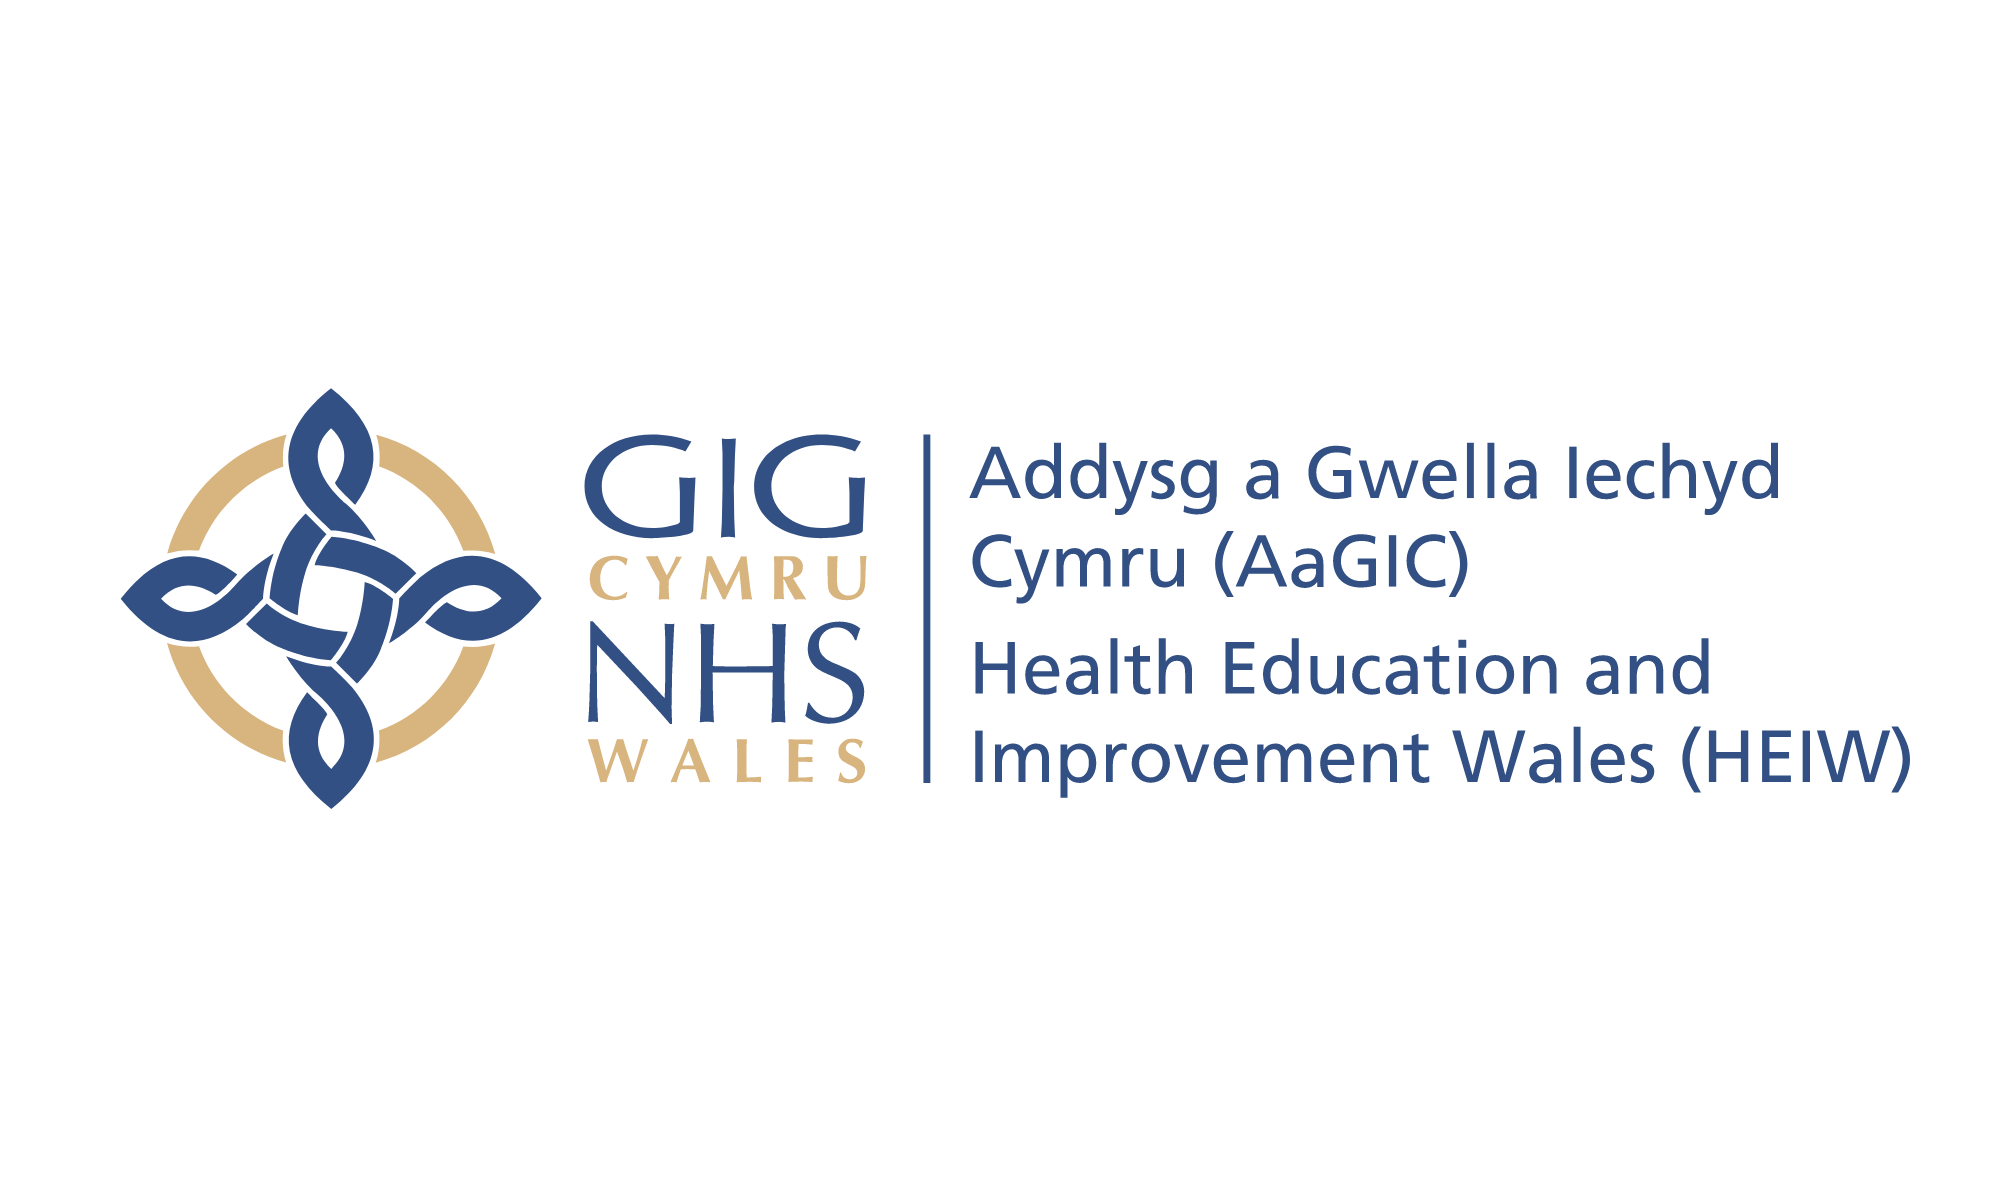 GIG
CYMRU
NHS
WALES
Addysg a Gwella Iechyd
Cymru (AaGIC)
Health Education and
Improvement Wales (HEIW)